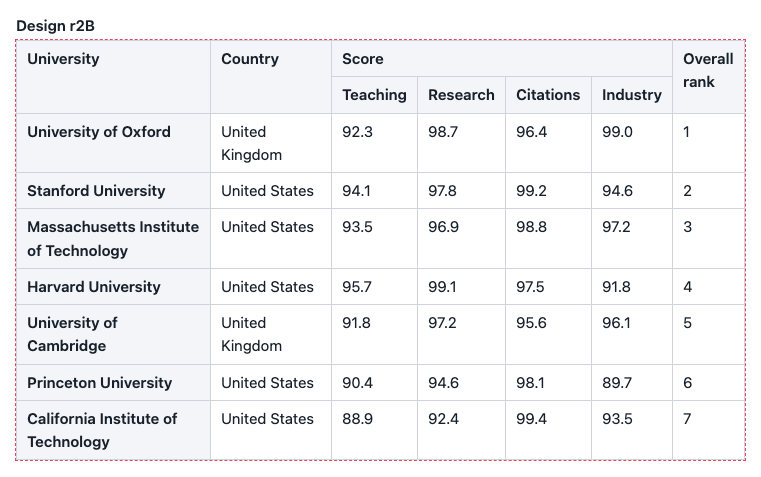 Design r2B
University Country Score Overall rank
Teaching Research Citations Industry
University of Oxford United Kingdom 92.3 98.7 96.4 99.0 1
Stanford University United States 94.1 97.8 99.2 94.6 2
Massachusetts Institute of Technology United States 93.5 96.9 98.8 97.2 3
Harvard University United States 95.7 99.1 97.5 91.8 4
University of Cambridge United Kingdom 91.8 97.2 95.6 96.1 5
Princeton University United States 90.4 94.6 98.1 89.7 6
California Institute of Technology United States 88.9 92.4 99.4 93.5 7